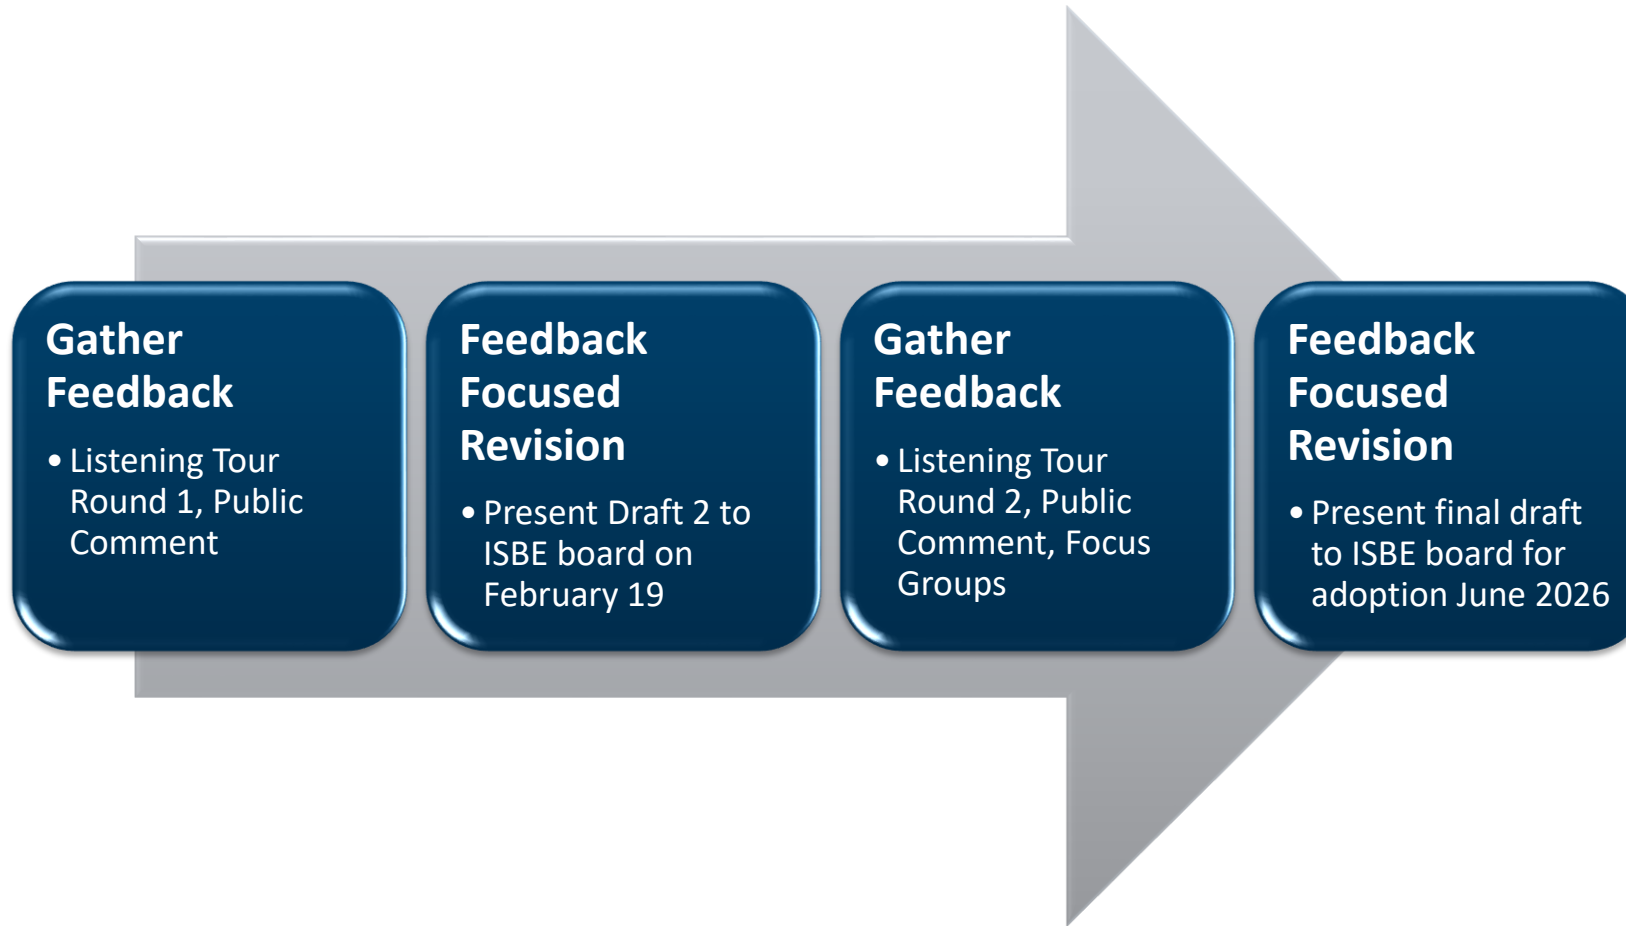 Gather
Feedback
• Listening Tour
Round 1, Public
Comment
Feedback
Focused
Revision
• Present Draft 2 to
ISBE board on
February 19
Gather
Feedback
• Listening Tour
Round 2, Public
Comment, Focus
Groups
Feedback
Focused
Revision
• Present final draft
to ISBE board for
adoption June 2026